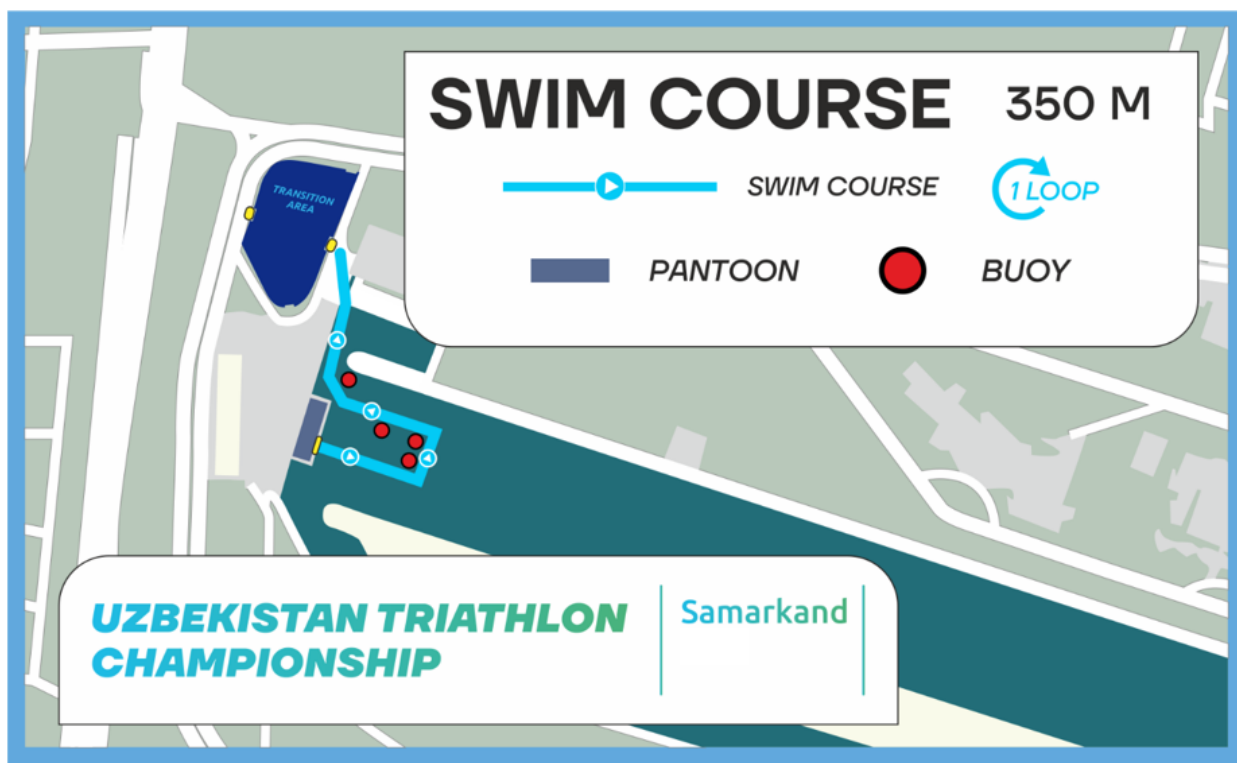 SWIM COURSE 350 M
SWIM COURSE
1 LOOP
PANTOON
BUOY
TRANSITION
AREA
UZBEKISTAN TRIATHLON
CHAMPIONSHIP
Samarkand